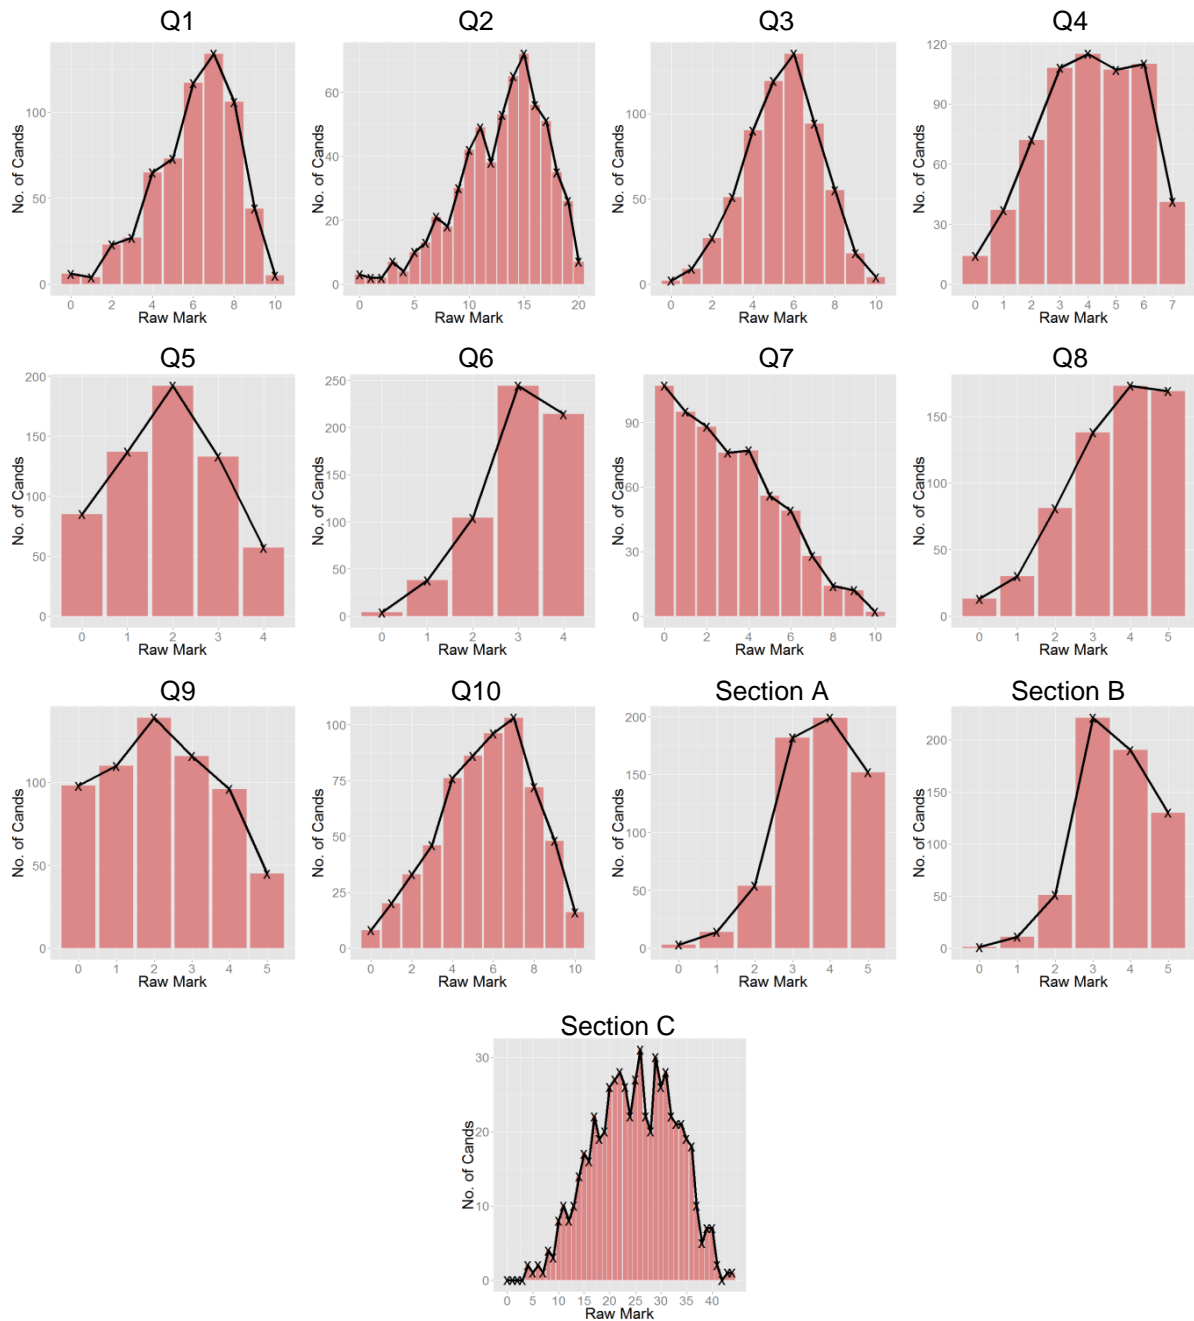 Q1
Q2
Q3
Q4
No. of Cands
100
50
0
0 2 4 6 8 10
Raw Mark
No. of Cands
60
40
20
0
0 5 10 15 20
Raw Mark
No. of Cands
100
50
0
0 2 4 6 8 10
Raw Mark
No. of Cands
120
90
60
30
0
0 1 2 3 4 5 6 7
Raw Mark
Q5
Q6
Q7
Q8
No. of Cands
200
150
100
50
0
0 1 2 3 4
Raw Mark
No. of Cands
250
200
150
100
50
0
0 1 2 3 4
Raw Mark
No. of Cands
90
60
30
0
0 2 4 6 8 10
Raw Mark
No. of Cands
150
100
50
0
0 1 2 3 4 5
Raw Mark
Q9
Q10
Section A
Section B
No. of Cands
100
50
0
0 1 2 3 4 5
Raw Mark
No. of Cands
100
75
50
25
0
0 2 4 6 8 10
Raw Mark
No. of Cands
200
150
100
50
0
0 1 2 3 4 5
Raw Mark
No. of Cands
200
150
100
50
0
0 1 2 3 4 5
Raw Mark
Section C
No. of Cands
30
20
10
0
0 5 10 15 20 25 30 35 40
Raw Mark